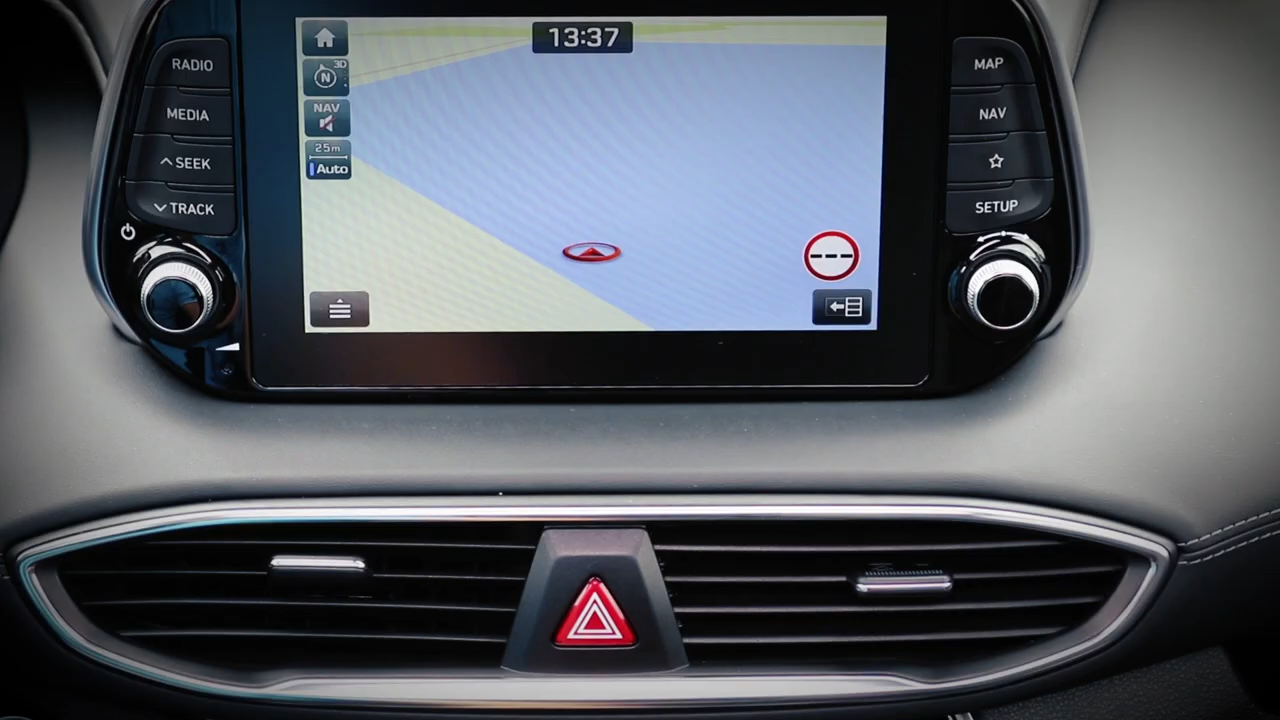 RADIO
MEDIA
SEEK
TRACK
13:37
3D
N
NAV
25m
Auto
MAP
NAV
SETUP